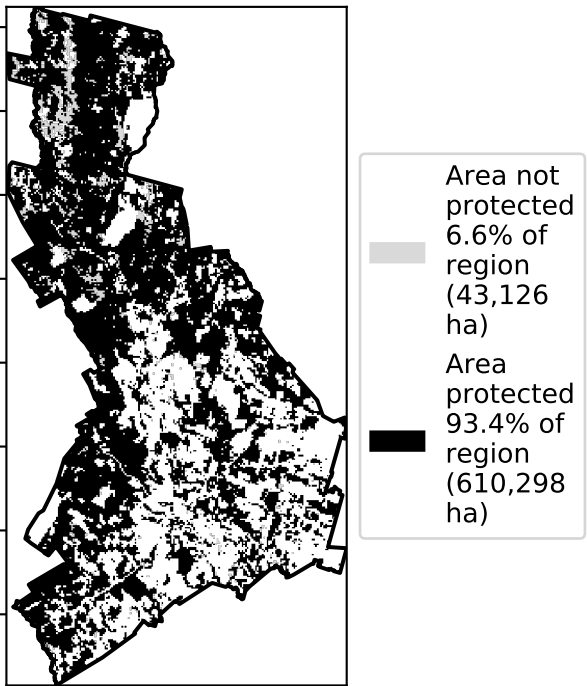 Area not
protected
6.6% of
region
(43,126
ha)
Area
protected
93.4% of
region
(610,298
ha)